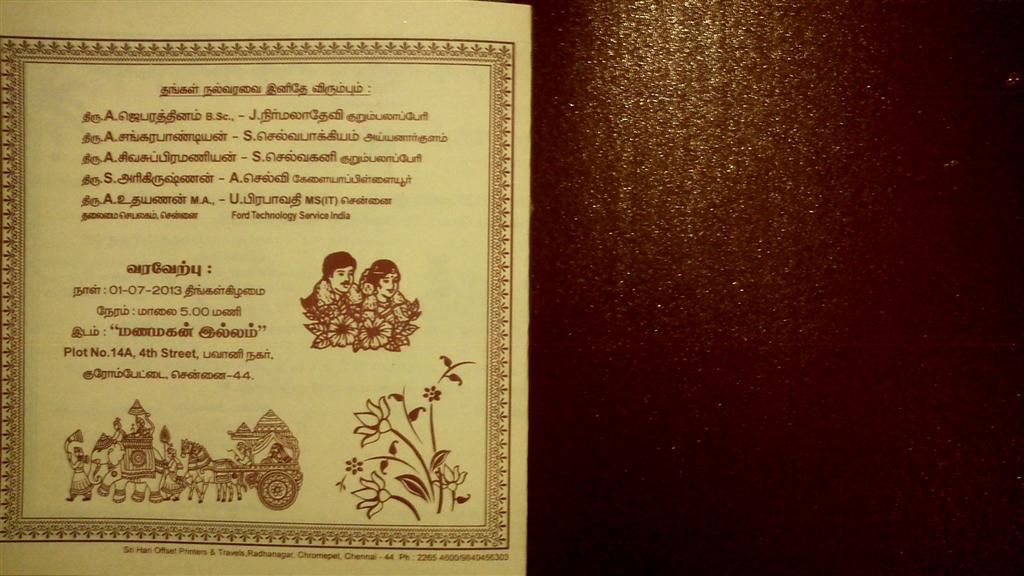 தங்கள் நல்வரவை இனிதே விரும்பும் :
திரு.A.ஜெபரத்தினம் B.Sc., - J.நிர்மலாதேவி குறும்பலாப்பேரி
திரு.A.சங்கரபாண்டியன் - S.செல்வபாக்கியம் அய்யனார்குளம்
திரு.A.சிவசுப்பிரமணியன் - S.செல்வகனி குறும்பலாப்பேரி
திரு.S.அரிகிருஷ்ணன் - A.செல்வி கேளையாப்பிள்ளையூர்
திரு.A.உதயணன் M.A., - U.பிரபாவதி MS(IT) சென்னை
தலைமை செயலகம், சென்னை Ford Technology Service India
வரவேற்பு :
நாள் : 01-07-2013 திங்கள்கிழமை
நேரம் : மாலை 5.00 மணி
இடம் : "மணமகன் இல்லம்"
Plot No.14A, 4th Street, பவானி நகர்,
குரோம்பேட்டை, சென்னை-44.
Sri Hari Offset Printers & Travels,Radhanagar, Chromepet, Chennai - 44 Ph : 2265 4600/9840456303